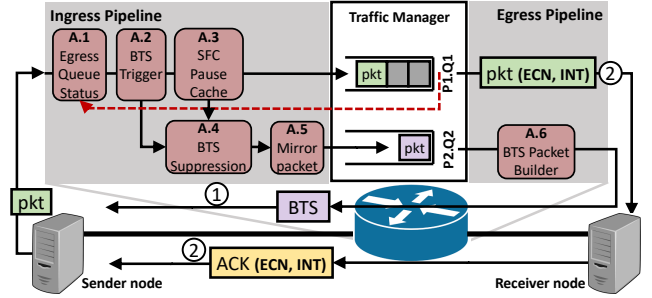 Ingress Pipeline
Traffic Manager
Egress Pipeline
A.1
Egress
Queue
Status
A.2
BTS
Trigger
A.3
SFC
Pause
Cache
pkt
P1.Q1
pkt (ECN, INT)
2
A.4
BTS
Suppression
A.5
Mirror
packet
pkt
P2.Q2
A.6
BTS Packet
Builder
pkt
1
BTS
2
ACK (ECN, INT)
Sender node
Receiver node